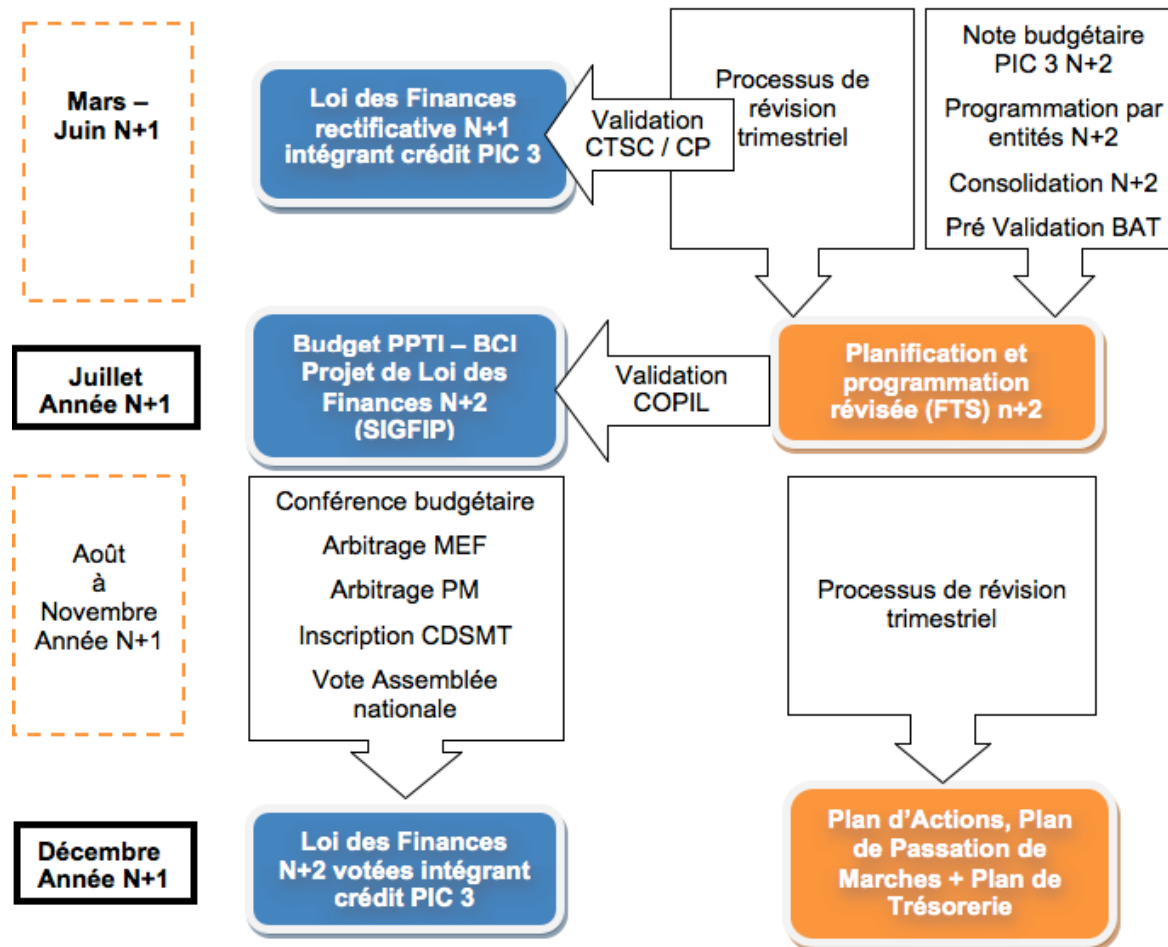 Mars –
Juin N+1
Loi des Finances
rectificative N+1
intégrant crédit PIC 3
Validation
CTSC / CP
Processus de
révision
trimestriel
Note budgétaire
PIC 3 N+2
Programmation par
entités N+2
Consolidation N+2
Pré Validation BAT
Juillet
Année N+1
Budget PPTI – BCI
Projet de Loi des
Finances N+2
(SIGFIP)
Validation
COPIL
Planification et
programmation
révisée (FTS) n+2
Août
à
Novembre
Année N+1
Conférence budgétaire
Arbitrage MEF
Arbitrage PM
Inscription CDSMT
Vote Assemblée
nationale
Processus de révision
trimestriel
Décembre
Année N+1
Loi des Finances
N+2 votées intégrant
crédit PIC 3
Plan d'Actions, Plan
de Passation de
Marches + Plan de
Trésorerie